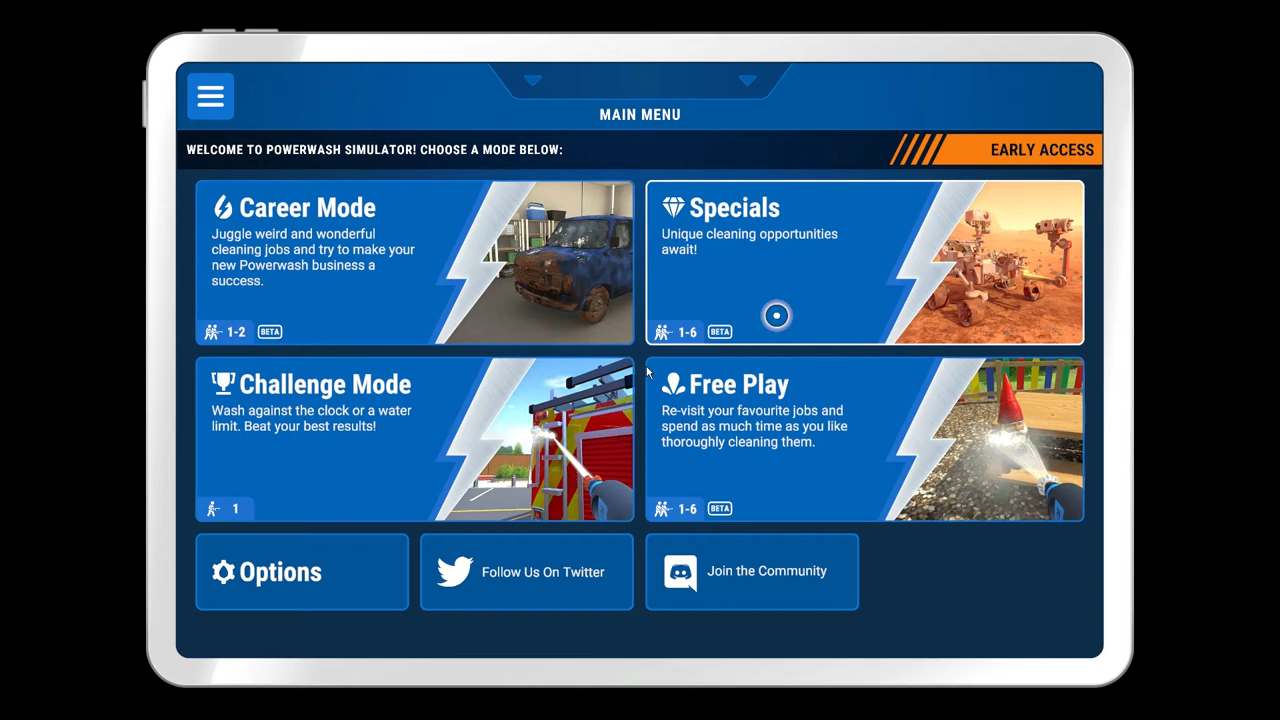 MAIN MENU
WELCOME TO POWERWASH SIMULATOR! CHOOSE A MODE BELOW:
EARLY ACCESS
Career Mode
Juggle weird and wonderful
cleaning jobs and try to make your
new Powerwash business a
success.
1-2 BETA
Specials
Unique cleaning opportunities
await!
1-6 BETA
Challenge Mode
Wash against the clock or a water
limit. Beat your best results!
1
Free Play
Re-visit your favourite jobs and
spend as much time as you like
thoroughly cleaning them.
1-6 BETA
Options
Follow Us On Twitter
Join the Community